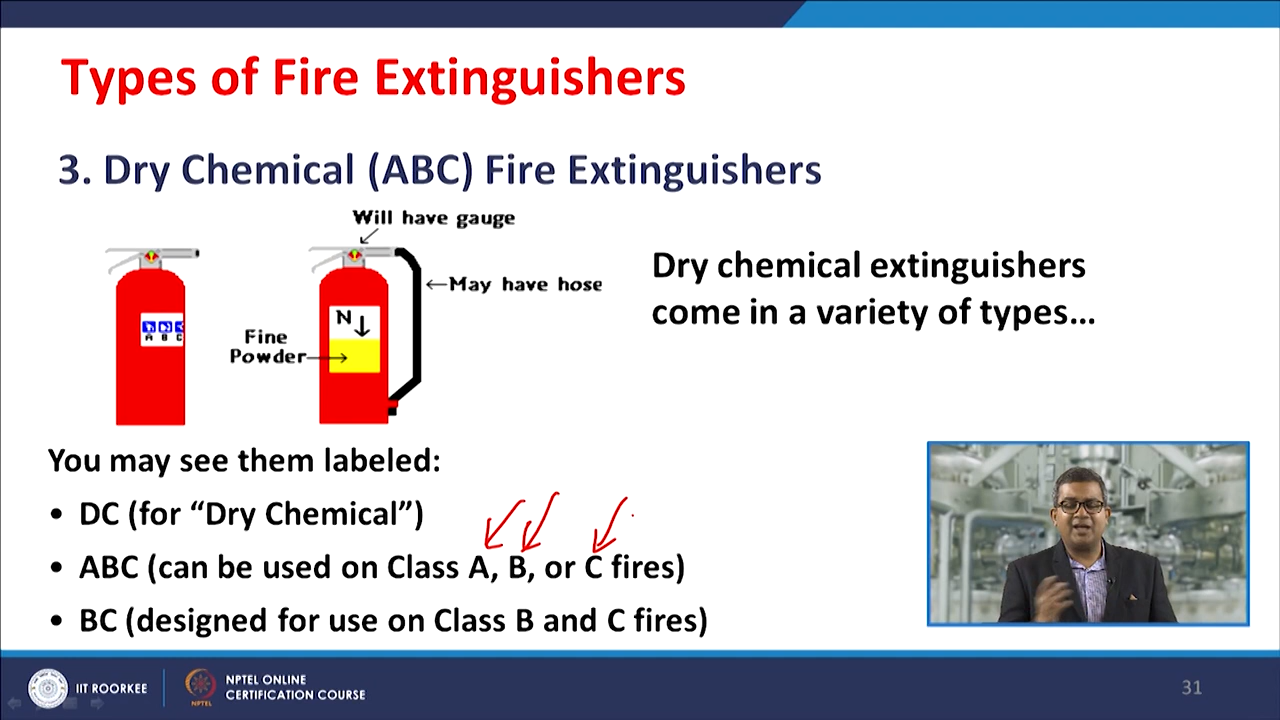 Types of Fire Extinguishers
3. Dry Chemical (ABC) Fire Extinguishers
Will have gauge
←May have hose
N↓
Fine
Powder→
A B C
Dry chemical extinguishers
come in a variety of types...
You may see them labeled:
• DC (for “Dry Chemical”)
• ABC (can be used on Class A, B, or C fires)
• BC (designed for use on Class B and C fires)
IIT ROORKEE
NPTEL ONLINE
CERTIFICATION COURSE
NPTEL
31